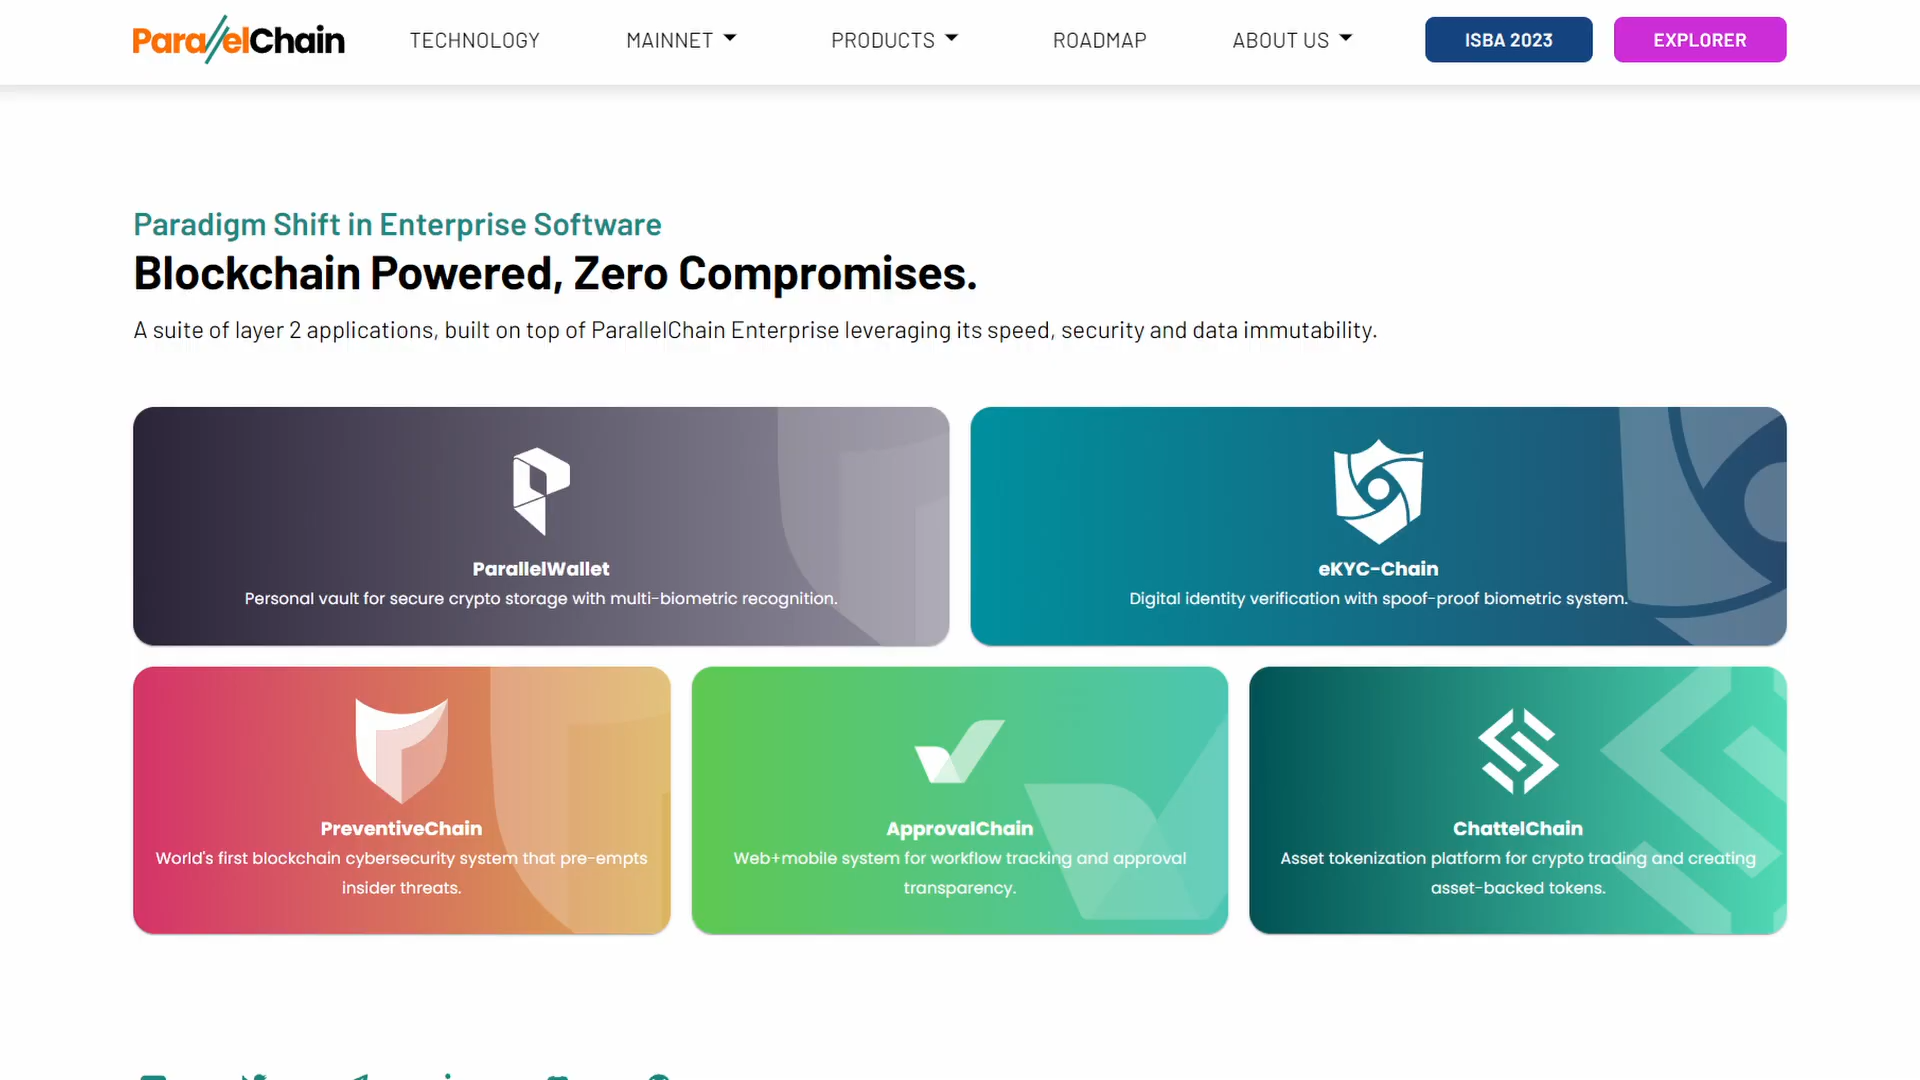 ParallelChain
TECHNOLOGY
MAINNET
PRODUCTS
ROADMAP
ABOUT US
ISBA 2023
EXPLORER
Paradigm Shift in Enterprise Software
Blockchain Powered, Zero Compromises.
A suite of layer 2 applications, built on top of ParallelChain Enterprise leveraging its speed, security and data immutability.
ParallelWallet
Personal vault for secure crypto storage with multi-biometric recognition.
eKYC-Chain
Digital identity verification with spoof-proof biometric system.
PreventiveChain
World's first blockchain cybersecurity system that pre-empts
insider threats.
ApprovalChain
Web+mobile system for workflow tracking and approval
transparency.
ChattelChain
Asset tokenization platform for crypto trading and creating
asset-backed tokens.